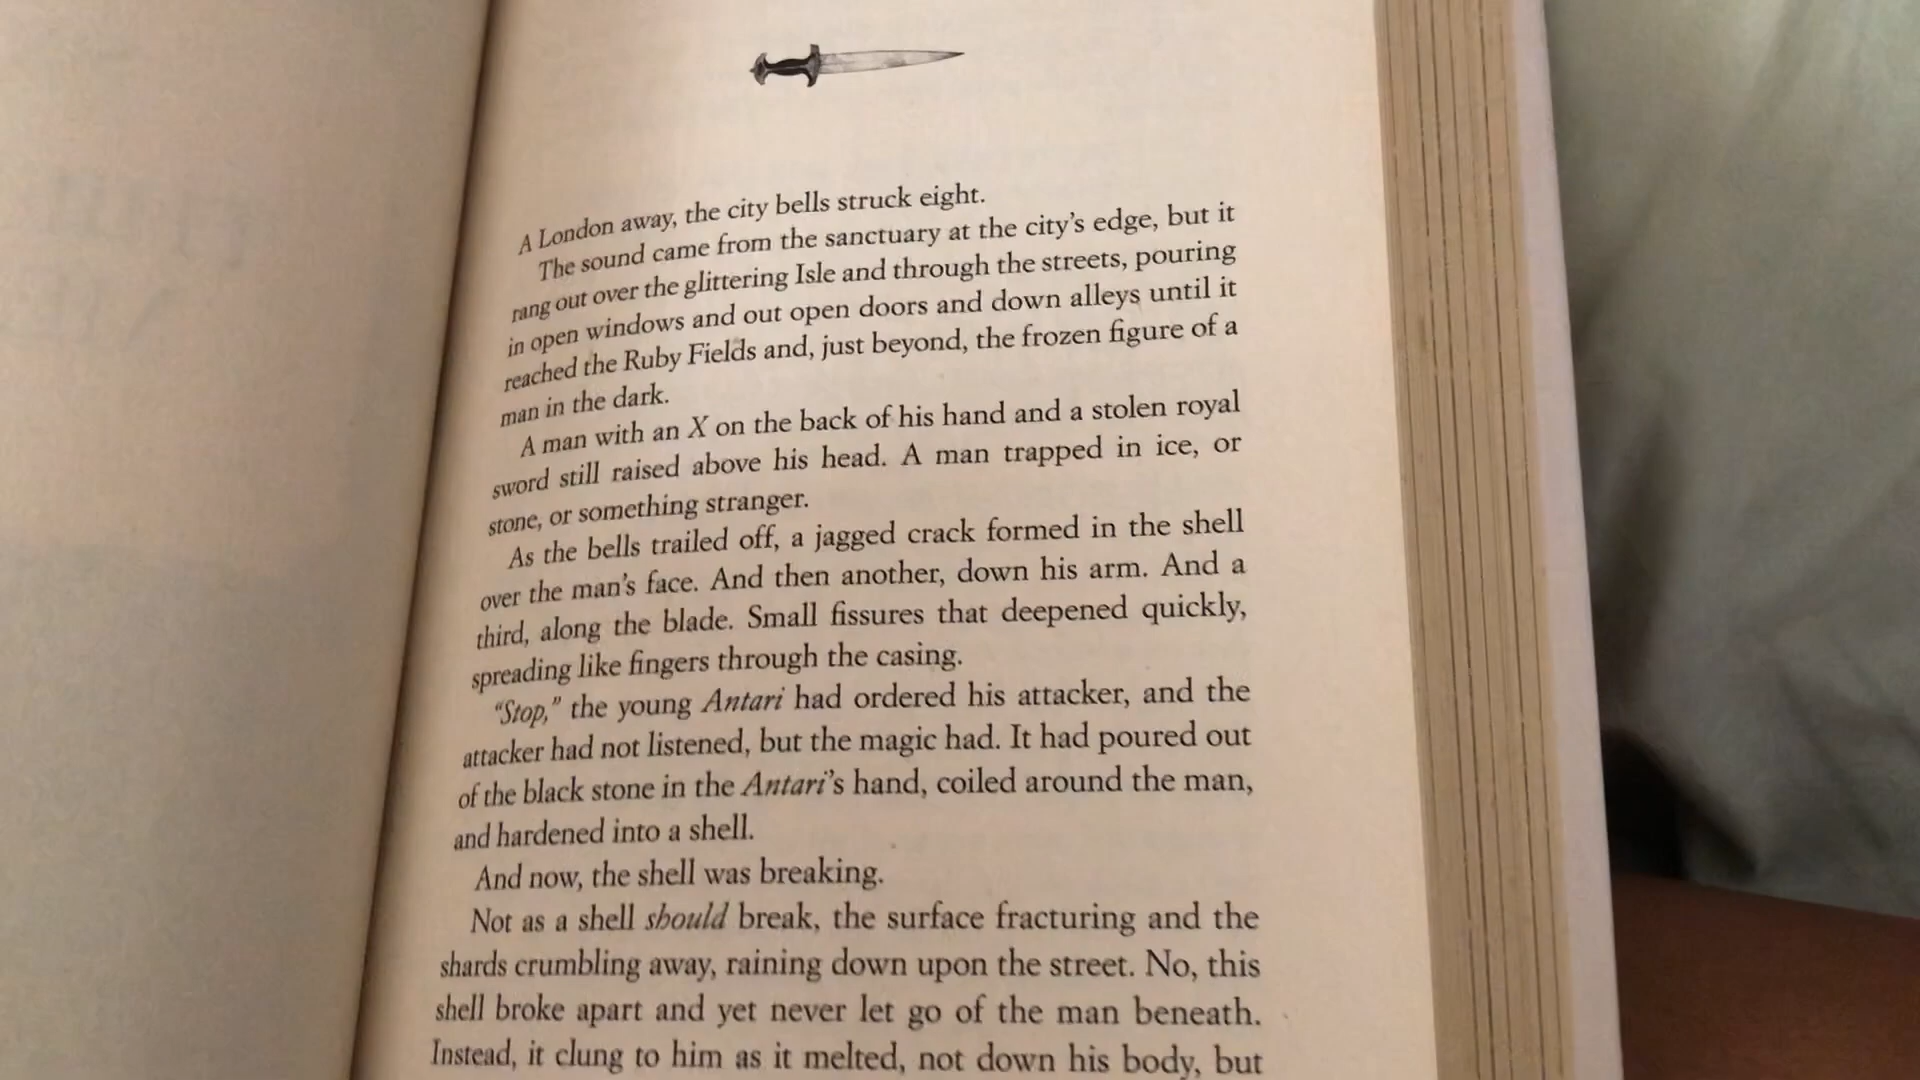 A London away, the city bells struck eight.
The sound came from the sanctuary at the city's edge, but it
rang out over the glittering Isle and through the streets, pouring
in open windows and out open doors and down alleys until it
reached the Ruby Fields and, just beyond, the frozen figure of a
man in the dark.
A man with an X on the back of his hand and a stolen royal
sword still raised above his head. A man trapped in ice, or
stone, or something stranger.
As the bells trailed off, a jagged crack formed in the shell
over the man's face. And then another, down his arm. And a
third, along the blade. Small fissures that deepened quickly,
spreading like fingers through the casing.
“Stop,” the young Antari had ordered his attacker, and the
attacker had not listened, but the magic had. It had poured out
of the black stone in the Antari's hand, coiled around the man,
and hardened into a shell.
And now, the shell was breaking.
Not as a shell should break, the surface fracturing and the
shards crumbling away, raining down upon the street. No, this
shell broke apart and yet never let go of the man beneath.
Instead, it clung to him as it melted, not down his body, but